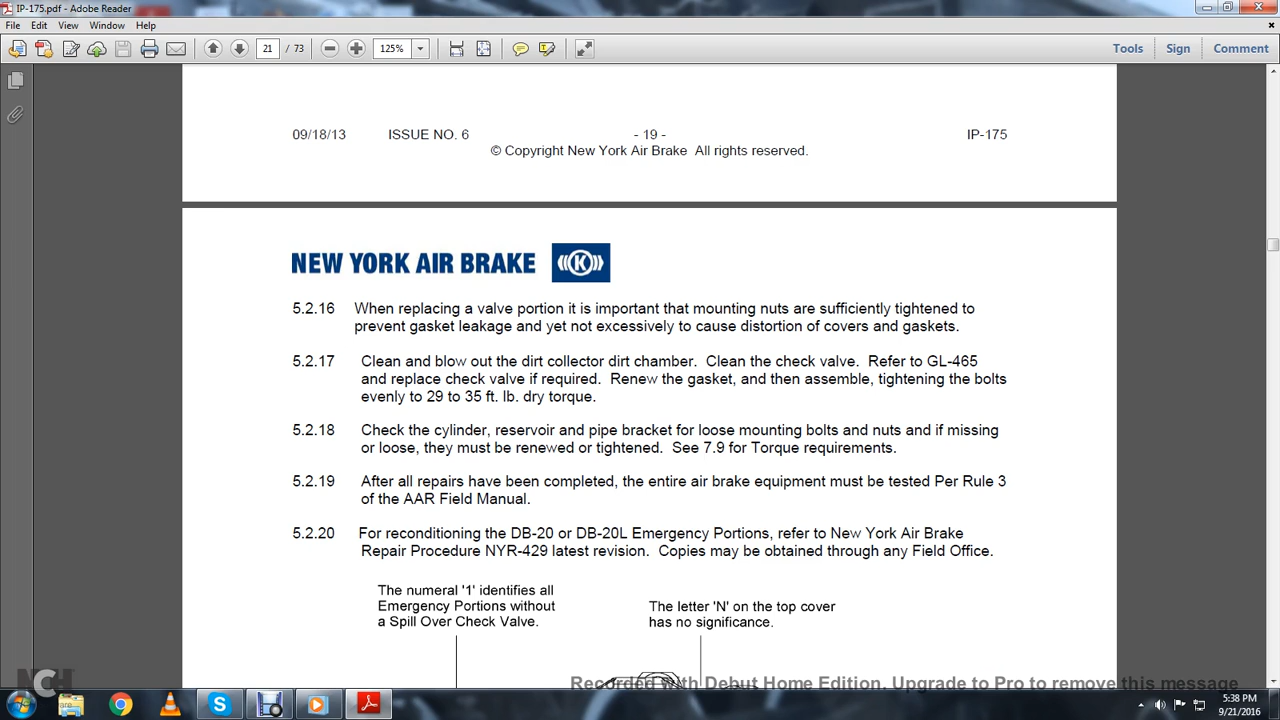 IP-175.pdf - Adobe Reader
File Edit View Window Help
21 / 73 125% Tools Sign Comment
09/18/13 ISSUE NO. 6 - 19 - IP-175
© Copyright New York Air Brake All rights reserved.
NEW YORK AIR BRAKE K
5.2.16 When replacing a valve portion it is important that mounting nuts are sufficiently tightened to
prevent gasket leakage and yet not excessively to cause distortion of covers and gaskets.
5.2.17 Clean and blow out the dirt collector dirt chamber. Clean the check valve. Refer to GL-465
and replace check valve if required. Renew the gasket, and then assemble, tightening the bolts
evenly to 29 to 35 ft. lb. dry torque.
5.2.18 Check the cylinder, reservoir and pipe bracket for loose mounting bolts and nuts and if missing
or loose, they must be renewed or tightened. See 7.9 for Torque requirements.
5.2.19 After all repairs have been completed, the entire air brake equipment must be tested Per Rule 3
of the AAR Field Manual.
5.2.20 For reconditioning the DB-20 or DB-20L Emergency Portions, refer to New York Air Brake
Repair Procedure NYR-429 latest revision. Copies may be obtained through any Field Office.
The numeral '1' identifies all
Emergency Portions without
a Spill Over Check Valve.
The letter 'N' on the top cover
has no significance.
NCH
Recorded with Debut Home Edition. Upgrade to Pro to remove this message
5:38 PM
9/21/2016